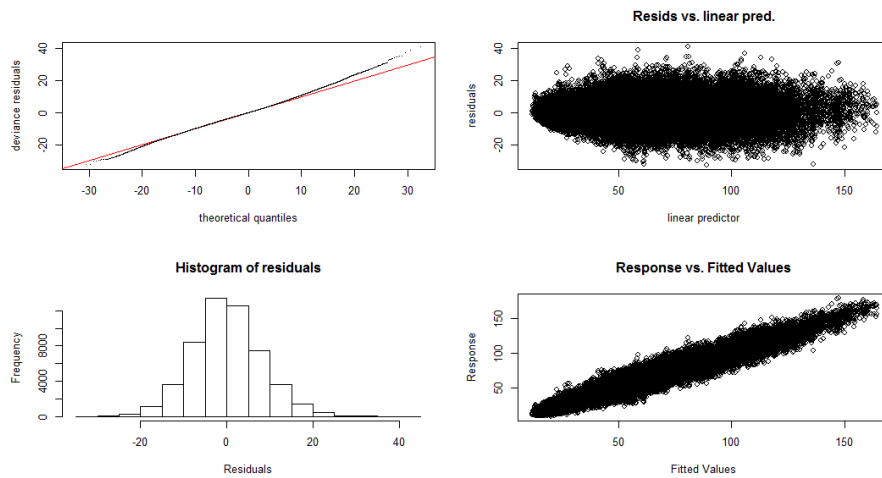 deviance residuals
-20 0 20 40
-30 -20 -10 0 10 20 30
theoretical quantiles
Resids vs. linear pred.
residuals
-20 0 20 40
50 100 150
linear predictor
Histogram of residuals
Frequency
0 4000 8000
-20 0 20 40
Residuals
Response vs. Fitted Values
Response
50 100 150
50 100 150
Fitted Values